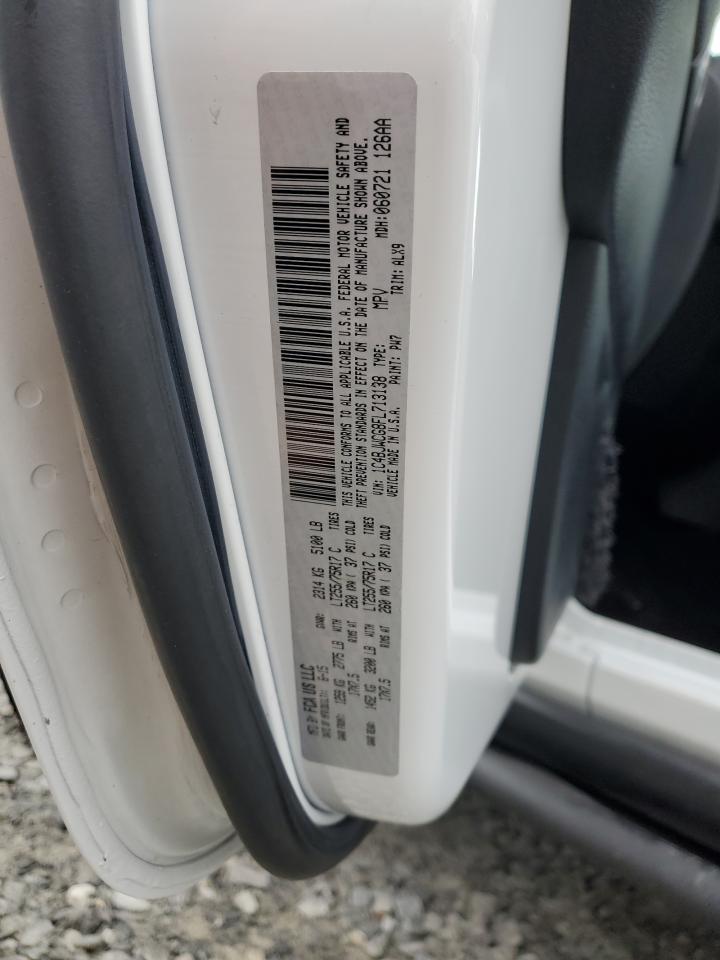 MFD BY: FCA US LLC
DATE OF MFR(MULT): 6-15 GVWR: 2314 KG 5100 LB
GAWR FRONT: 1259 KG 2775 LB WITH LT255/75R17 C TIRES
17X7.5 RIMS AT 260 KPA ( 37 PSI) COLD
GAWR REAR: 1452 KG 3200 LB WITH LT255/75R17 C TIRES
17X7.5 RIMS AT 260 KPA ( 37 PSI) COLD
THIS VEHICLE CONFORMS TO ALL APPLICABLE U.S.A. FEDERAL MOTOR VEHICLE SAFETY AND
THEFT PREVENTION STANDARDS IN EFFECT ON THE DATE OF MANUFACTURE SHOWN ABOVE.
VIN: 1C4BJWCG8FL713138 TYPE: MPV MDH:060721 126AA
VEHICLE MADE IN U.S.A. PAINT: PW7 TRIM: ALX9